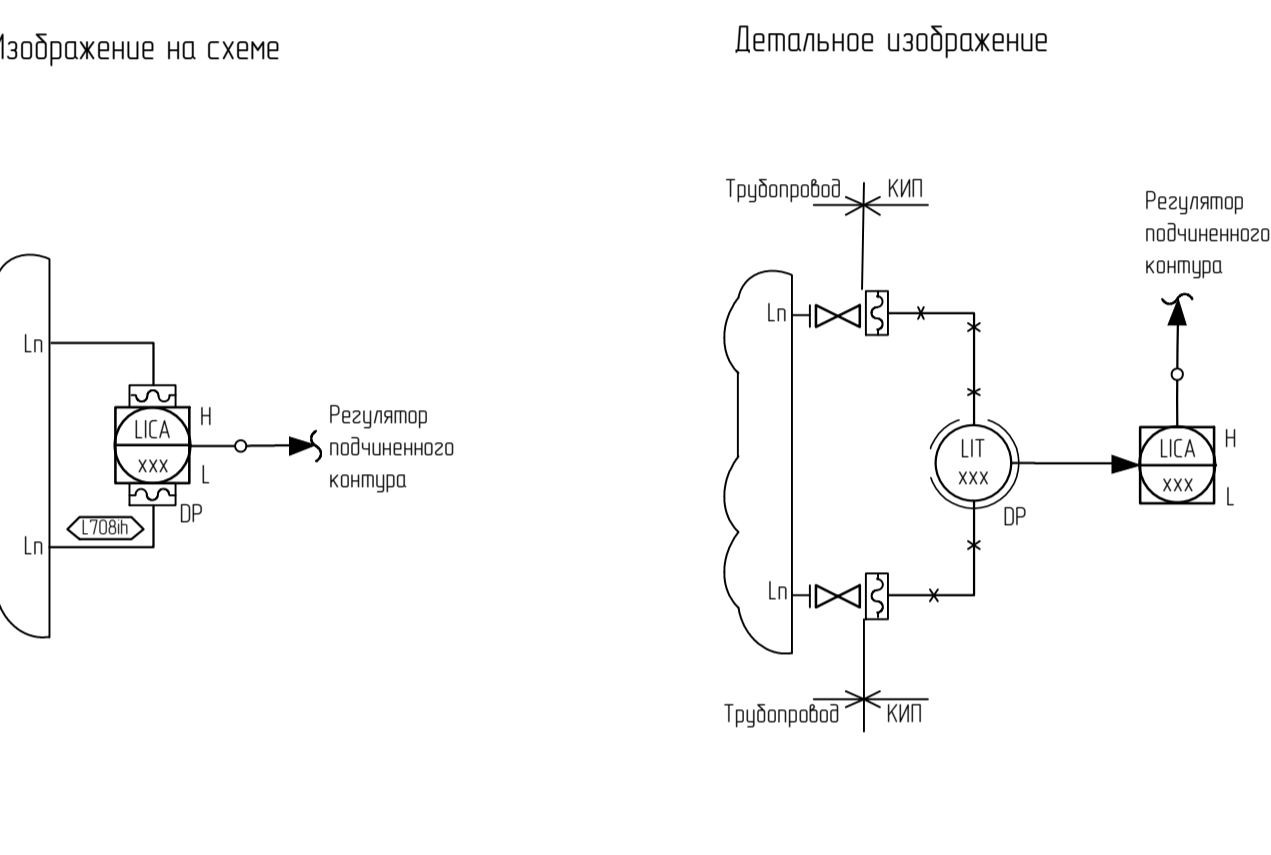 Изображение на схеме
Ln
LICA
xxx
H
L
DP
L708ih
Ln
Регулятор
подчиненного
контура
Детальное изображение
Трубопровод
КИП
Регулятор
подчиненного
контура
Ln
LIT
xxx
DP
LICA
xxx
H
L
Ln
Трубопровод
КИП